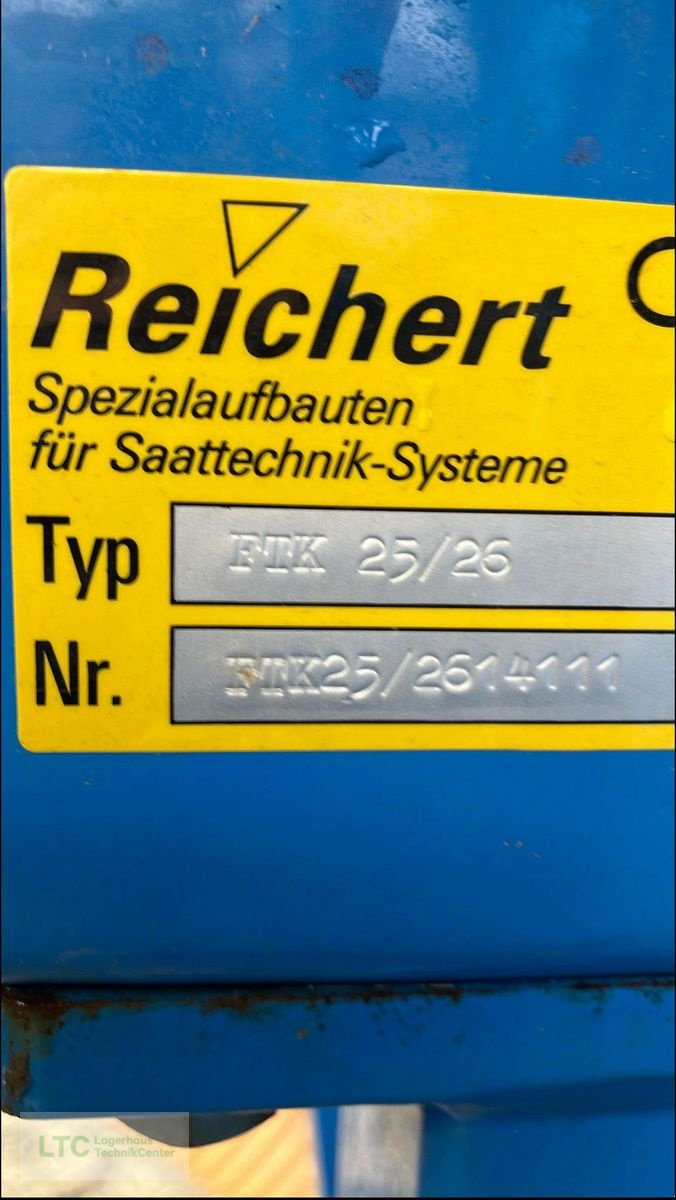 Reichert
Spezialaufbauten
für Saattechnik-Systeme
Typ FTK 25/26
Nr. FTK25/2614111
LTC Lagerhaus
TechnikCenter